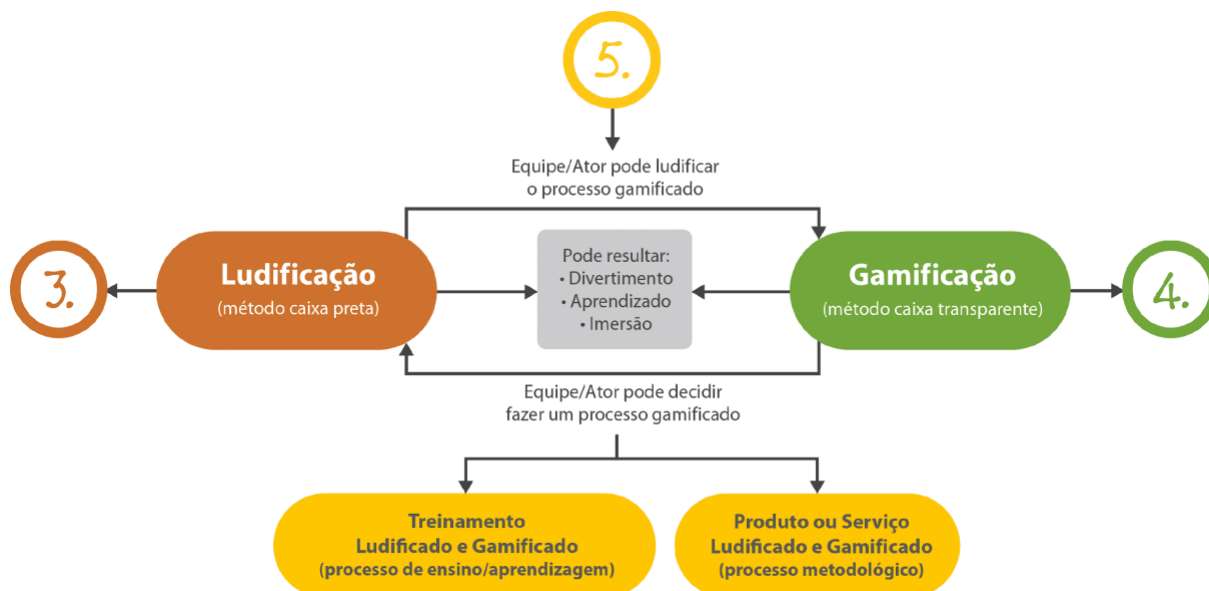 5.
Equipe/Ator pode ludificar
o processo gamificado
3.
Ludificação
(método caixa preta)
Pode resultar:
• Divertimento
• Aprendizado
• Imersão
Gamificação
(método caixa transparente)
4.
Equipe/Ator pode decidir
fazer um processo gamificado
Treinamento
Ludificado e Gamificado
(processo de ensino/aprendizagem)
Produto ou Serviço
Ludificado e Gamificado
(processo metodológico)